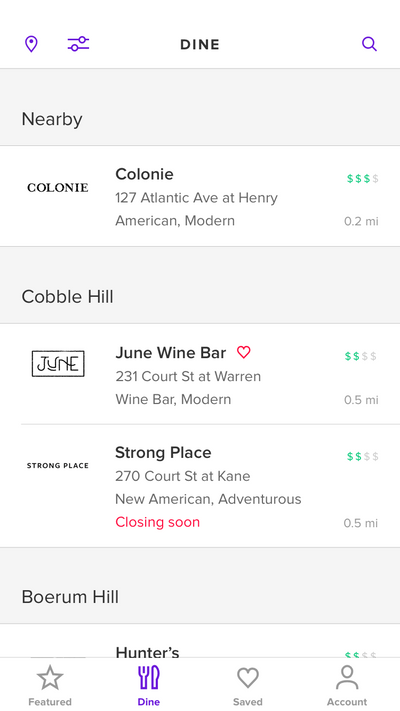 DINE
Nearby
COLONIE
Colonie
$$$$
127 Atlantic Ave at Henry
American, Modern
0.2 mi
Cobble Hill
JUNE
June Wine Bar
$$$$
231 Court St at Warren
Wine Bar, Modern
0.5 mi
STRONG PLACE
Strong Place
$$$$
270 Court St at Kane
New American, Adventurous
Closing soon
0.5 mi
Boerum Hill
Hunter's
$$$$
Featured
Dine
Saved
Account